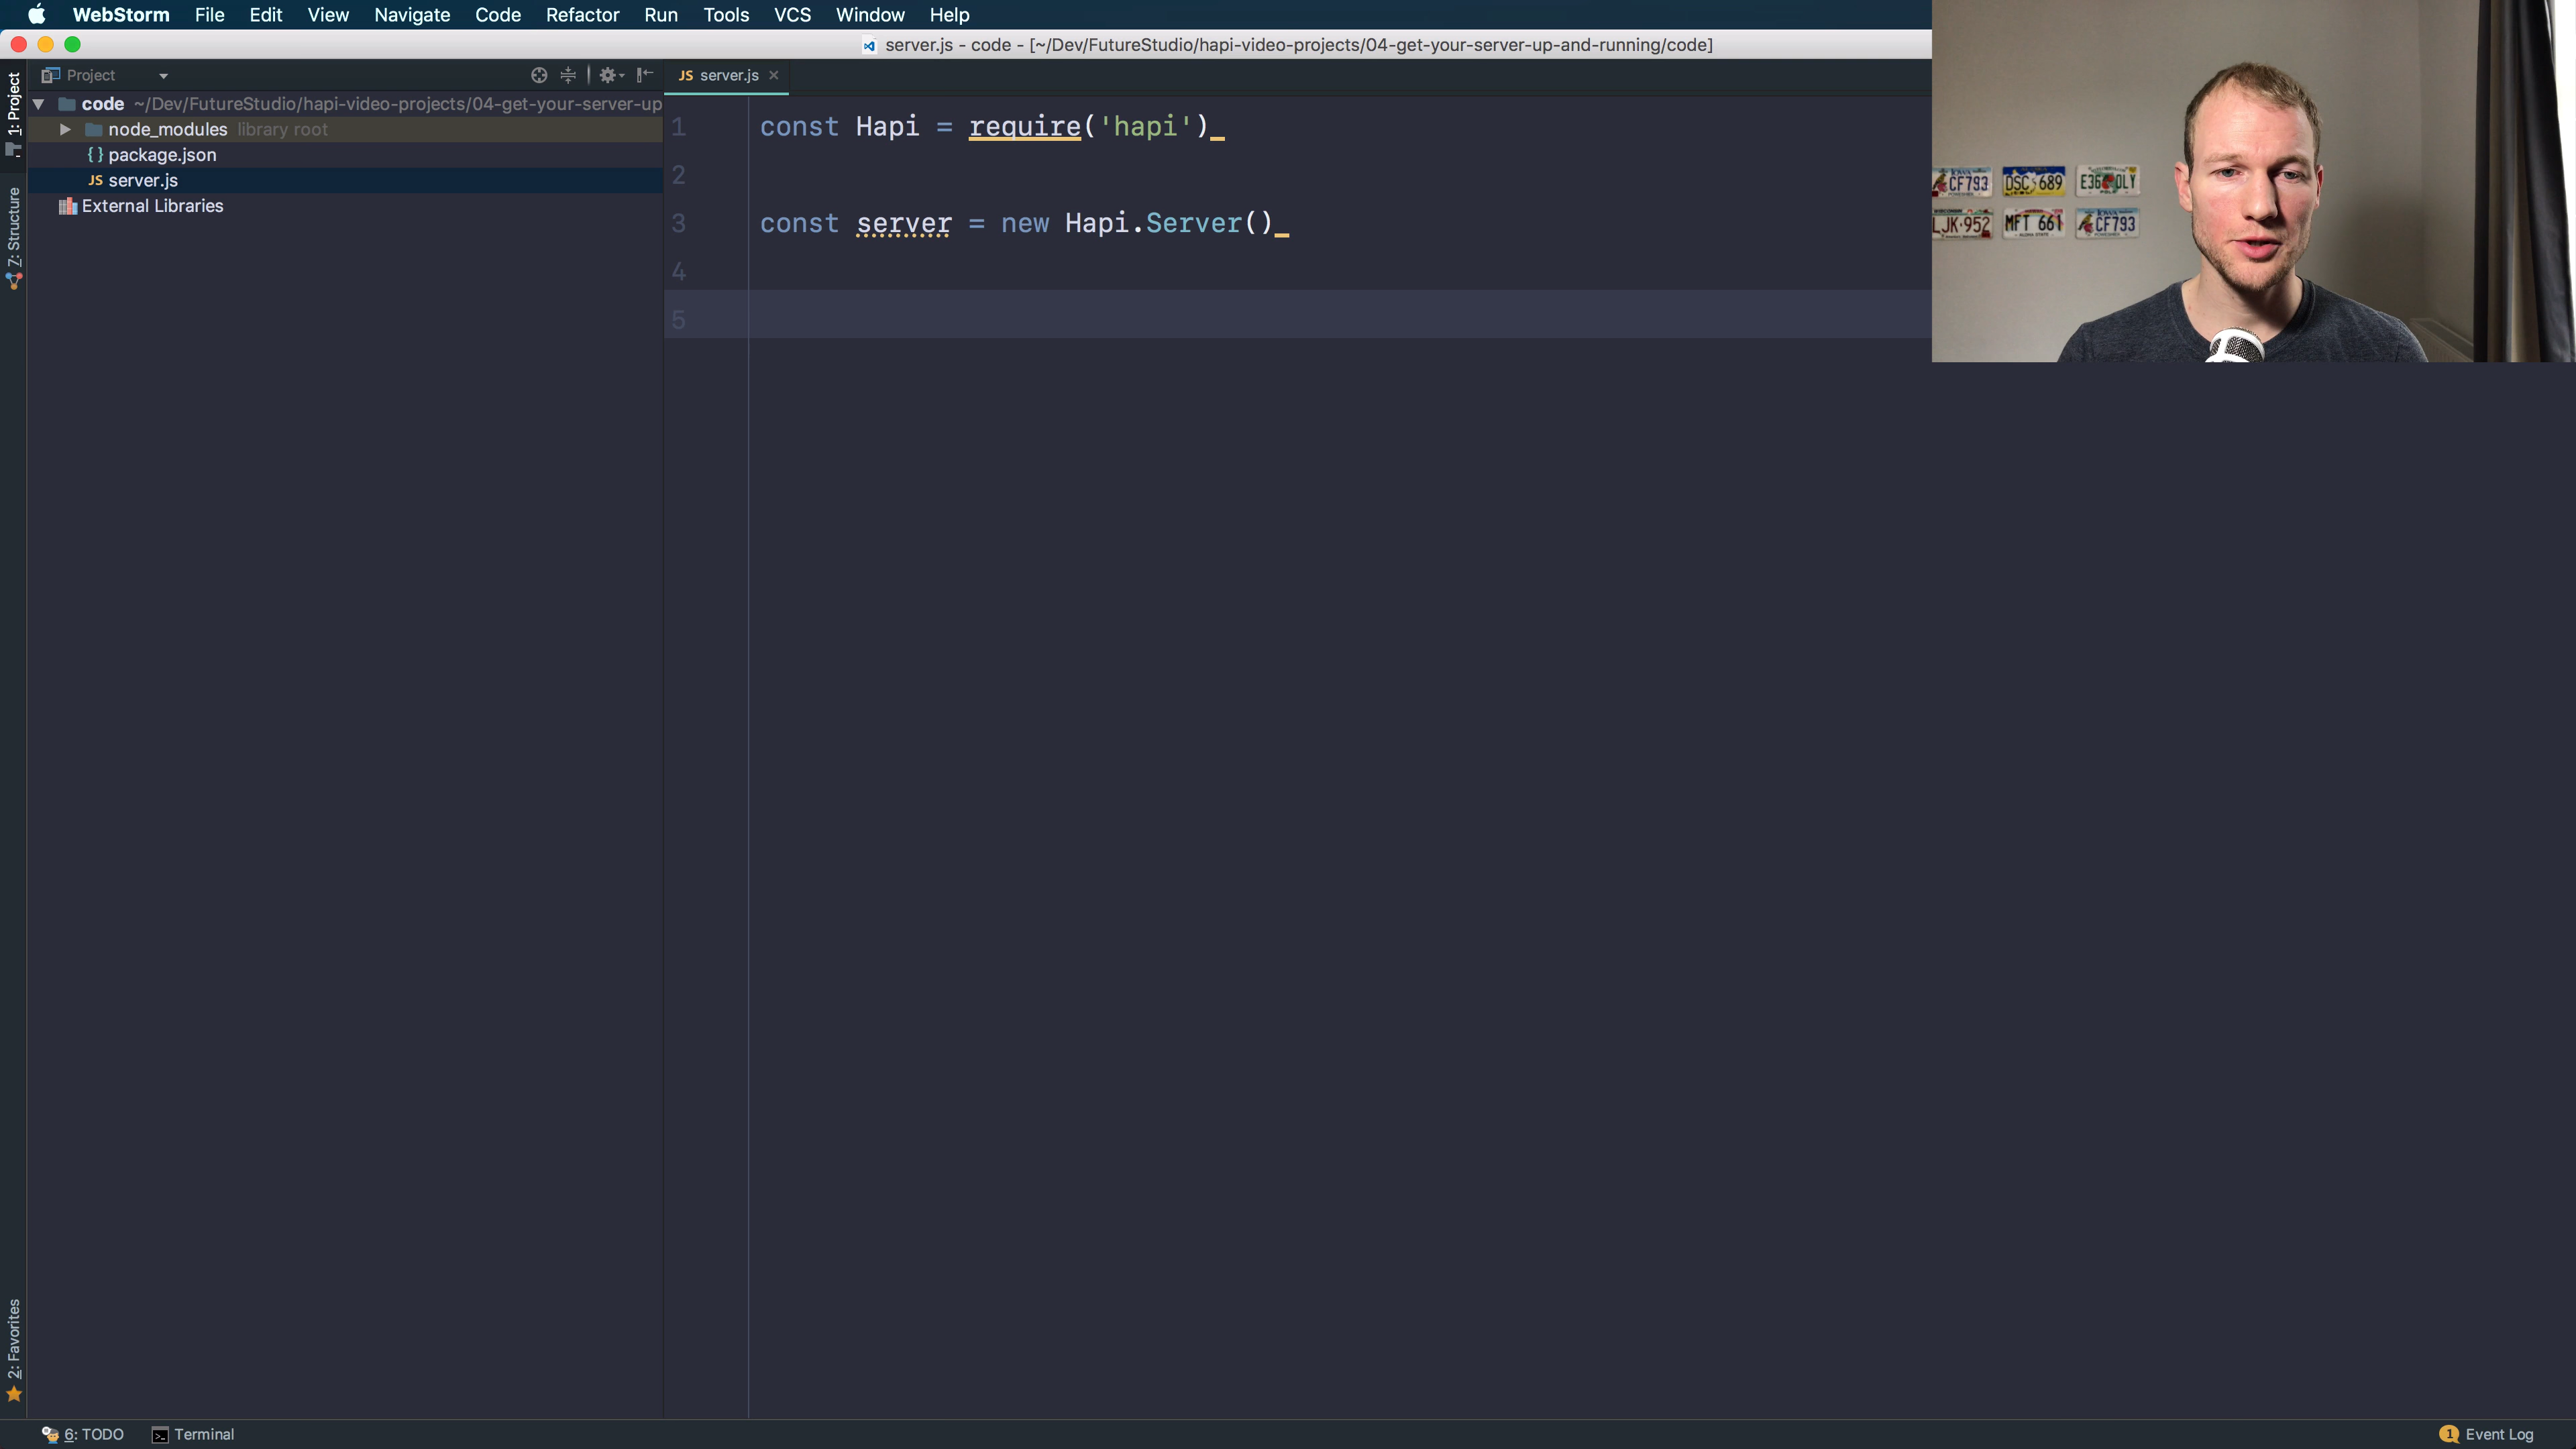 WebStorm File Edit View Navigate Code Refactor Run Tools VCS Window Help
server.js - code - [~/Dev/FutureStudio/hapi-video-projects/04-get-your-server-up-and-running/code]
Project
JS server.js
1: Project
7: Structure
2: Favorites
code ~/Dev/FutureStudio/hapi-video-projects/04-get-your-server-up
node_modules library root
{} package.json
JS server.js
External Libraries
1 const Hapi = require('hapi')
2
3 const server = new Hapi.Server()
4
5
CF793 DSC 689
LJK·952 MFT 661 CF793
6: TODO Terminal
1 Event Log